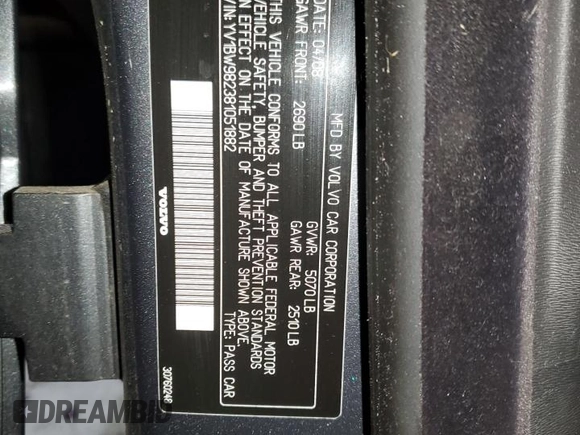 MFD BY VOLVO CAR CORPORATION
DATE: 04/08 GVWR: 5070 LB
GAWR FRONT: 2690 LB GAWR REAR: 2510 LB
THIS VEHICLE CONFORMS TO ALL APPLICABLE FEDERAL MOTOR
VEHICLE SAFETY, BUMPER AND THEFT PREVENTION STANDARDS
IN EFFECT ON THE DATE OF MANUFACTURE SHOWN ABOVE.
VIN: YV1BW982381051882 TYPE: PASS CAR
VOLVO 30760248
DREAMBID